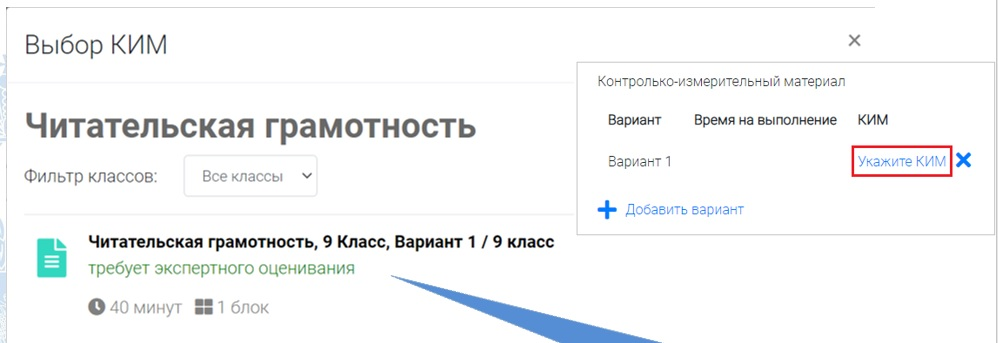 Выбор КИМ
×
Читательская грамотность
Фильтр классов: Все классы
Читательская грамотность, 9 Класс, Вариант 1 / 9 класс
требует экспертного оценивания
40 минут 1 блок
Контролько-измерительный материал
Вариант Время на выполнение КИМ
Вариант 1 Укажите КИМ
Добавить вариант